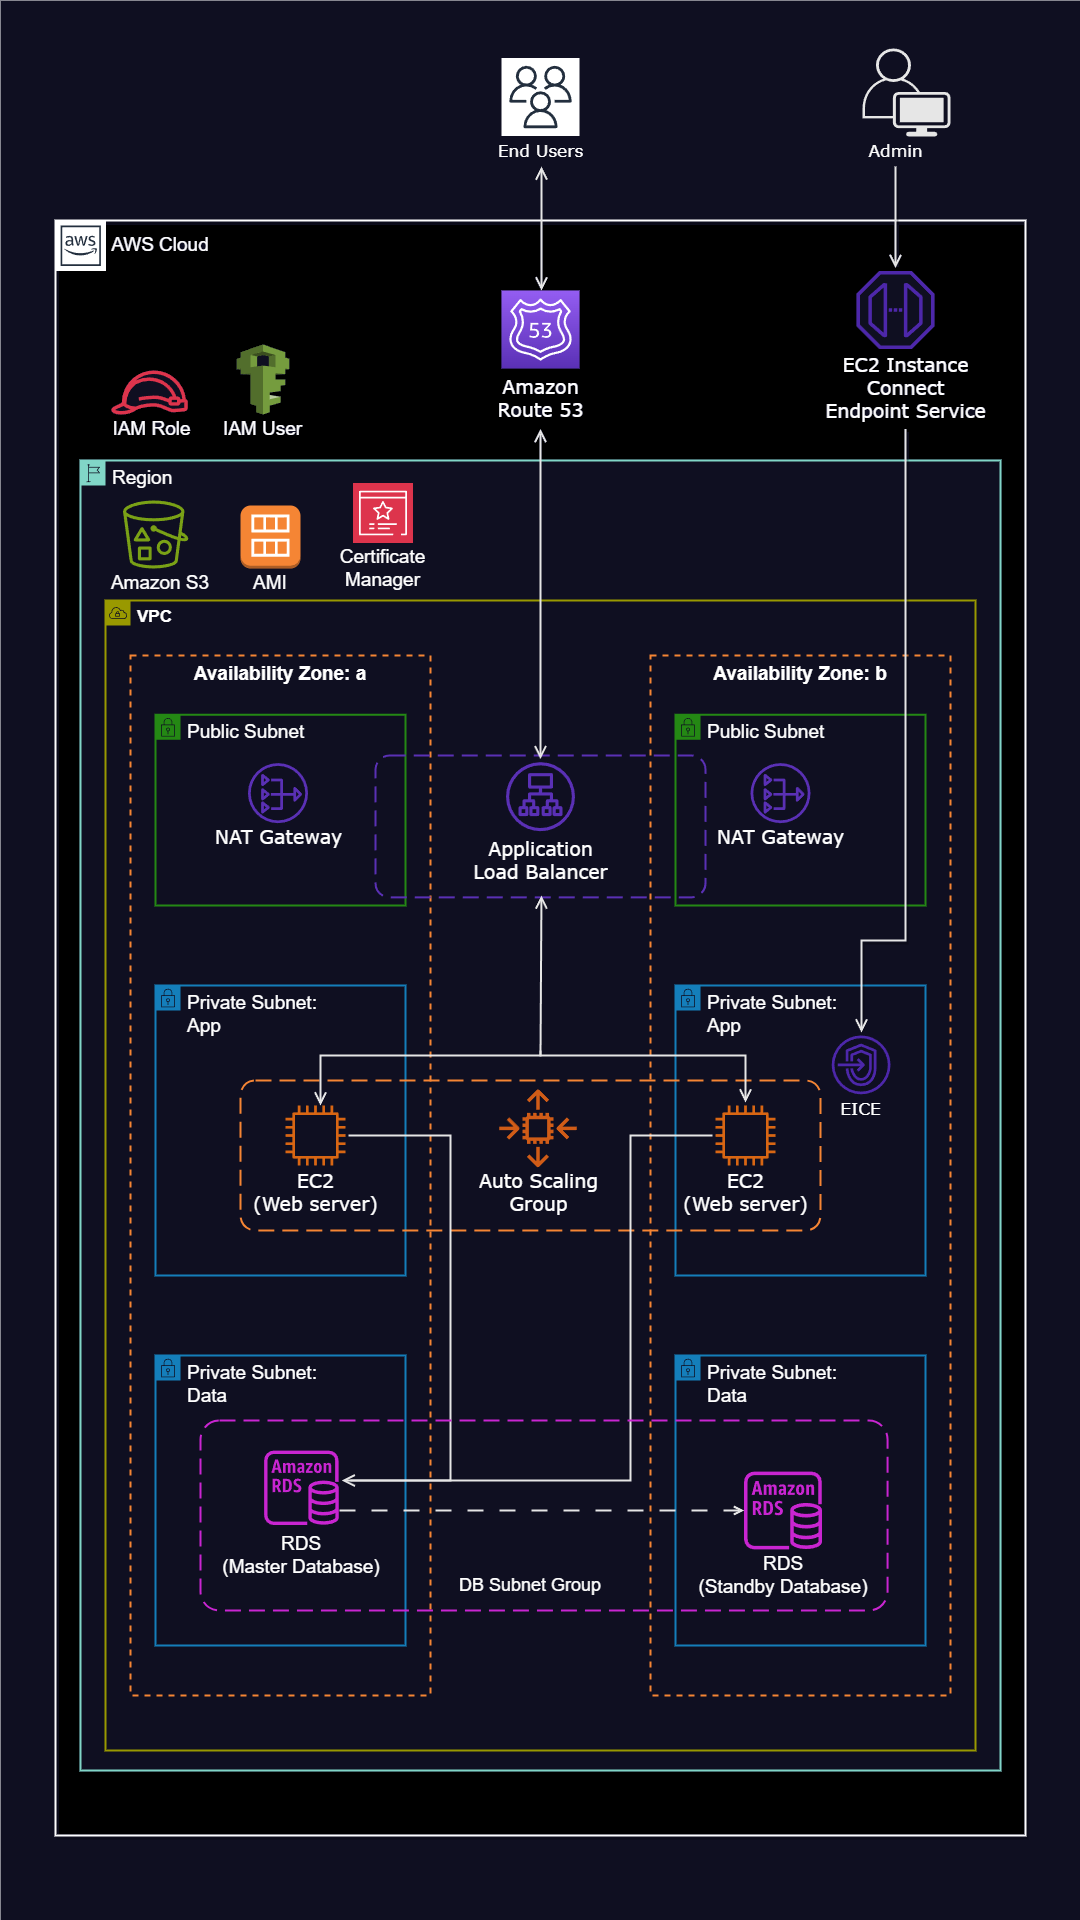 End Users
Admin
aws
AWS Cloud
53
Amazon
Route 53
EC2 Instance
Connect
Endpoint Service
IAM Role
IAM User
Region
Amazon S3
AMI
Certificate
Manager
VPC
Availability Zone: a
Availability Zone: b
Public Subnet
Public Subnet
NAT Gateway
Application
Load Balancer
NAT Gateway
Private Subnet:
App
Private Subnet:
App
EICE
EC2
(Web server)
Auto Scaling
Group
EC2
(Web server)
Private Subnet:
Data
Private Subnet:
Data
Amazon
RDS
RDS
(Master Database)
Amazon
RDS
RDS
(Standby Database)
DB Subnet Group